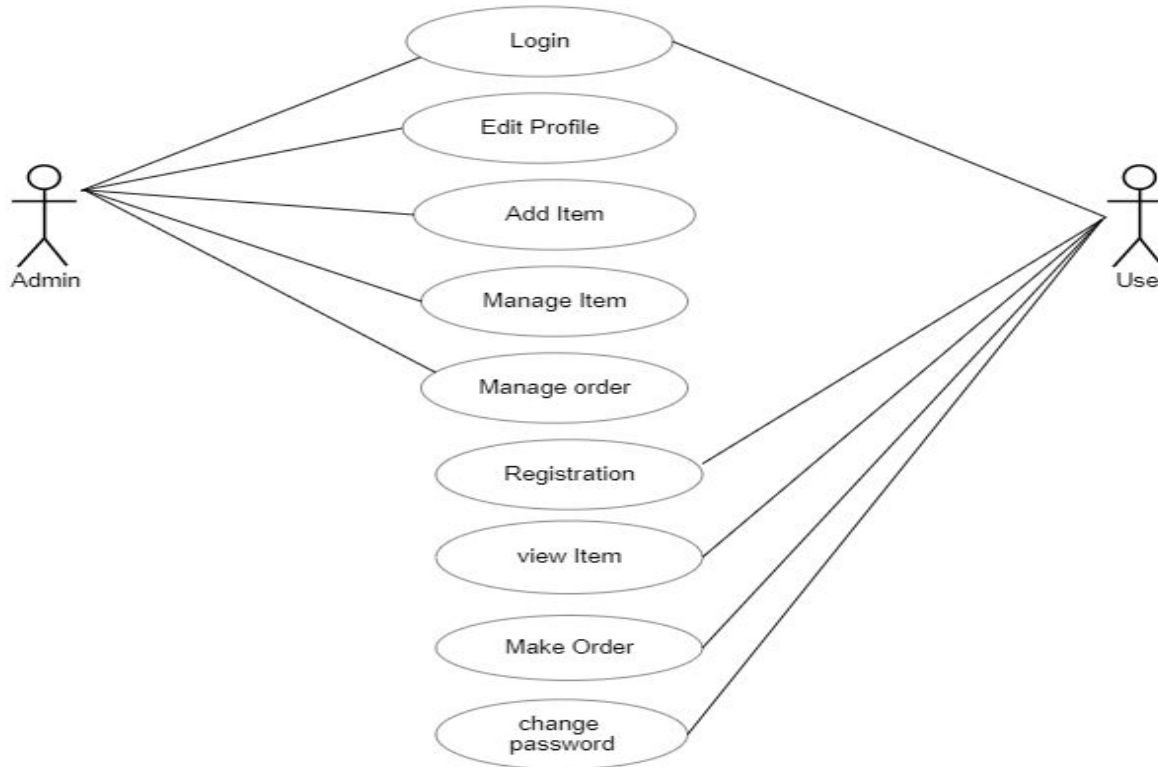 Login
Edit Profile
Add Item
Admin
Manage Item
Use
Manage order
Registration
view Item
Make Order
change
password